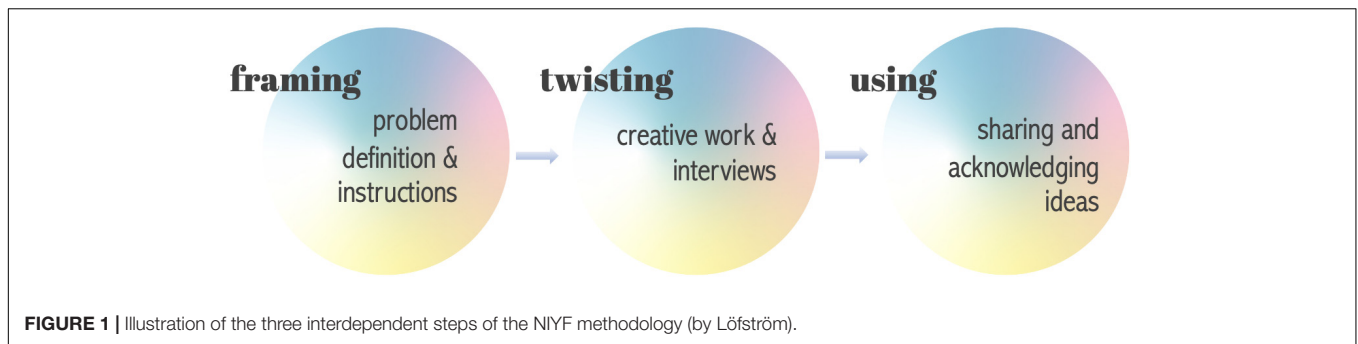 framing
problem
definition &
instructions
twisting
creative work &
interviews
using
sharing and
acknowledging
ideas
FIGURE 1 | Illustration of the three interdependent steps of the NIYF methodology (by Löfström).